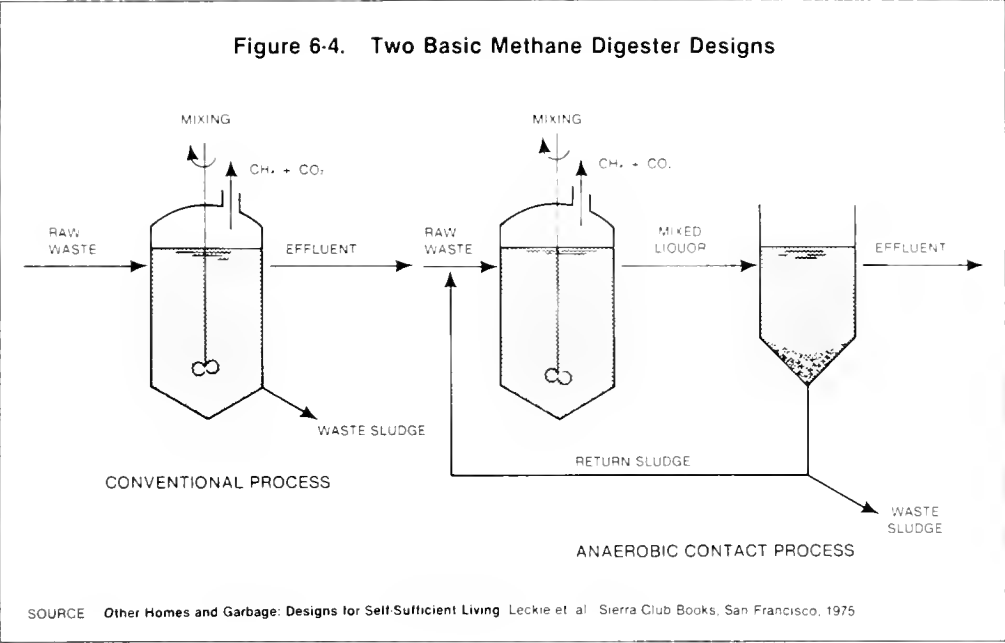 Figure 6-4. Two Basic Methane Digester Designs
MIXING
CH₄ + CO₂
RAW
WASTE
EFFLUENT
WASTE SLUDGE
CONVENTIONAL PROCESS
MIXING
CH₄ + CO₂
RAW
WASTE
MIXED
LIQUOR
EFFLUENT
RETURN SLUDGE
WASTE
SLUDGE
ANAEROBIC CONTACT PROCESS
SOURCE Other Homes and Garbage: Designs for Self-Sufficient Living Leckie et al Sierra Club Books, San Francisco, 1975